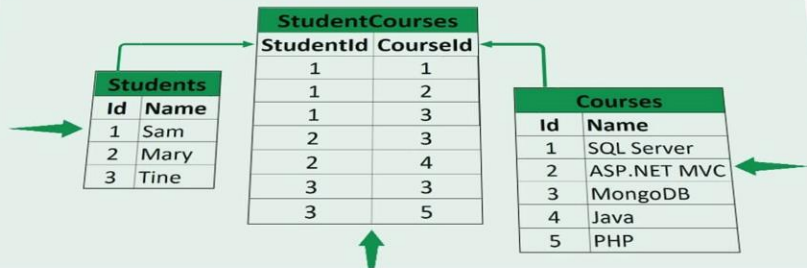 StudentCourses
StudentId CourseId
1 1
1 2
1 3
2 3
2 4
3 3
3 5
Students
Id Name
1 Sam
2 Mary
3 Tine
Courses
Id Name
1 SQL Server
2 ASP.NET MVC
3 MongoDB
4 Java
5 PHP